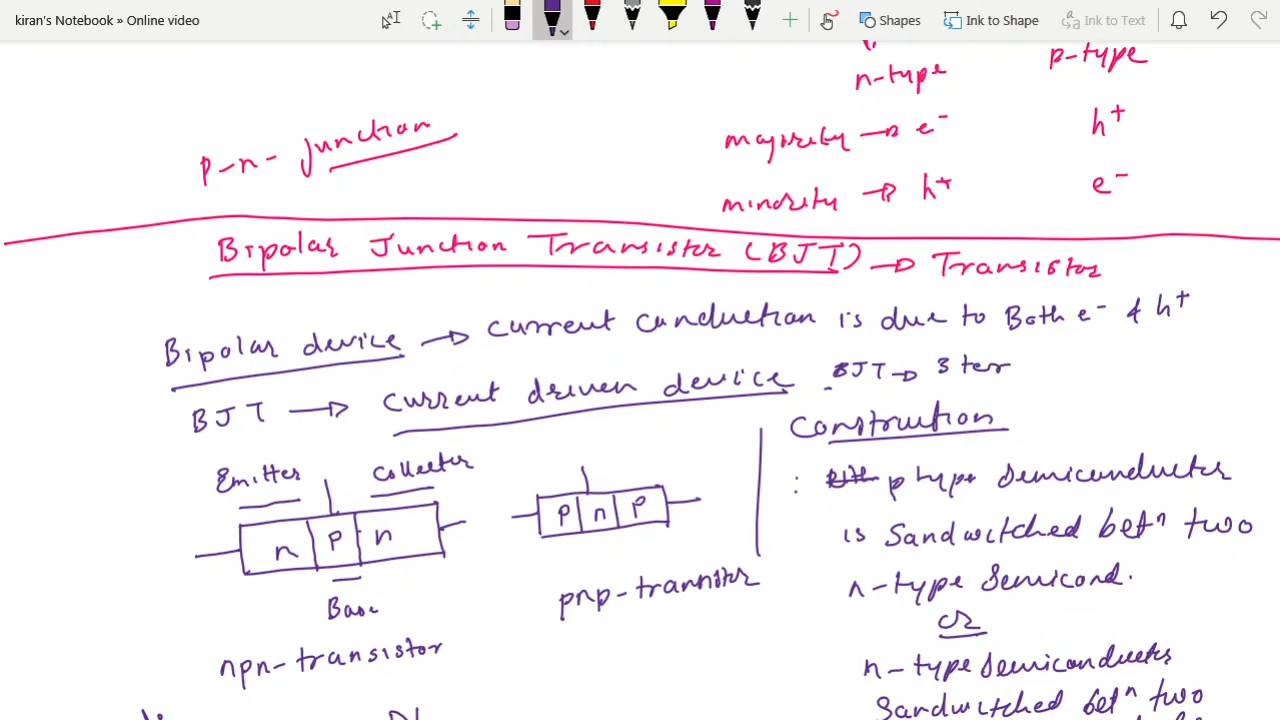 kiran's Notebook » Online video
Shapes
Ink to Shape
Ink to Text
n-type p-type
p-n- junction
majority → e⁻ h⁺
minority → h⁺ e⁻
Bipolar Junction Transistor (BJT) → Transistor
Bipolar device → current conduction is due to Both e⁻ & h⁺
BJT → current driven device
BJT → 3 ter
Emitter
Collector
n P n
Base
npn-transistor
P n P
pnp-trannstor
Construction
: p type semiconductor
is Sandwitched betⁿ two
n-type Semicond.
or
n-type Semiconductor
Sandwitched betⁿ two